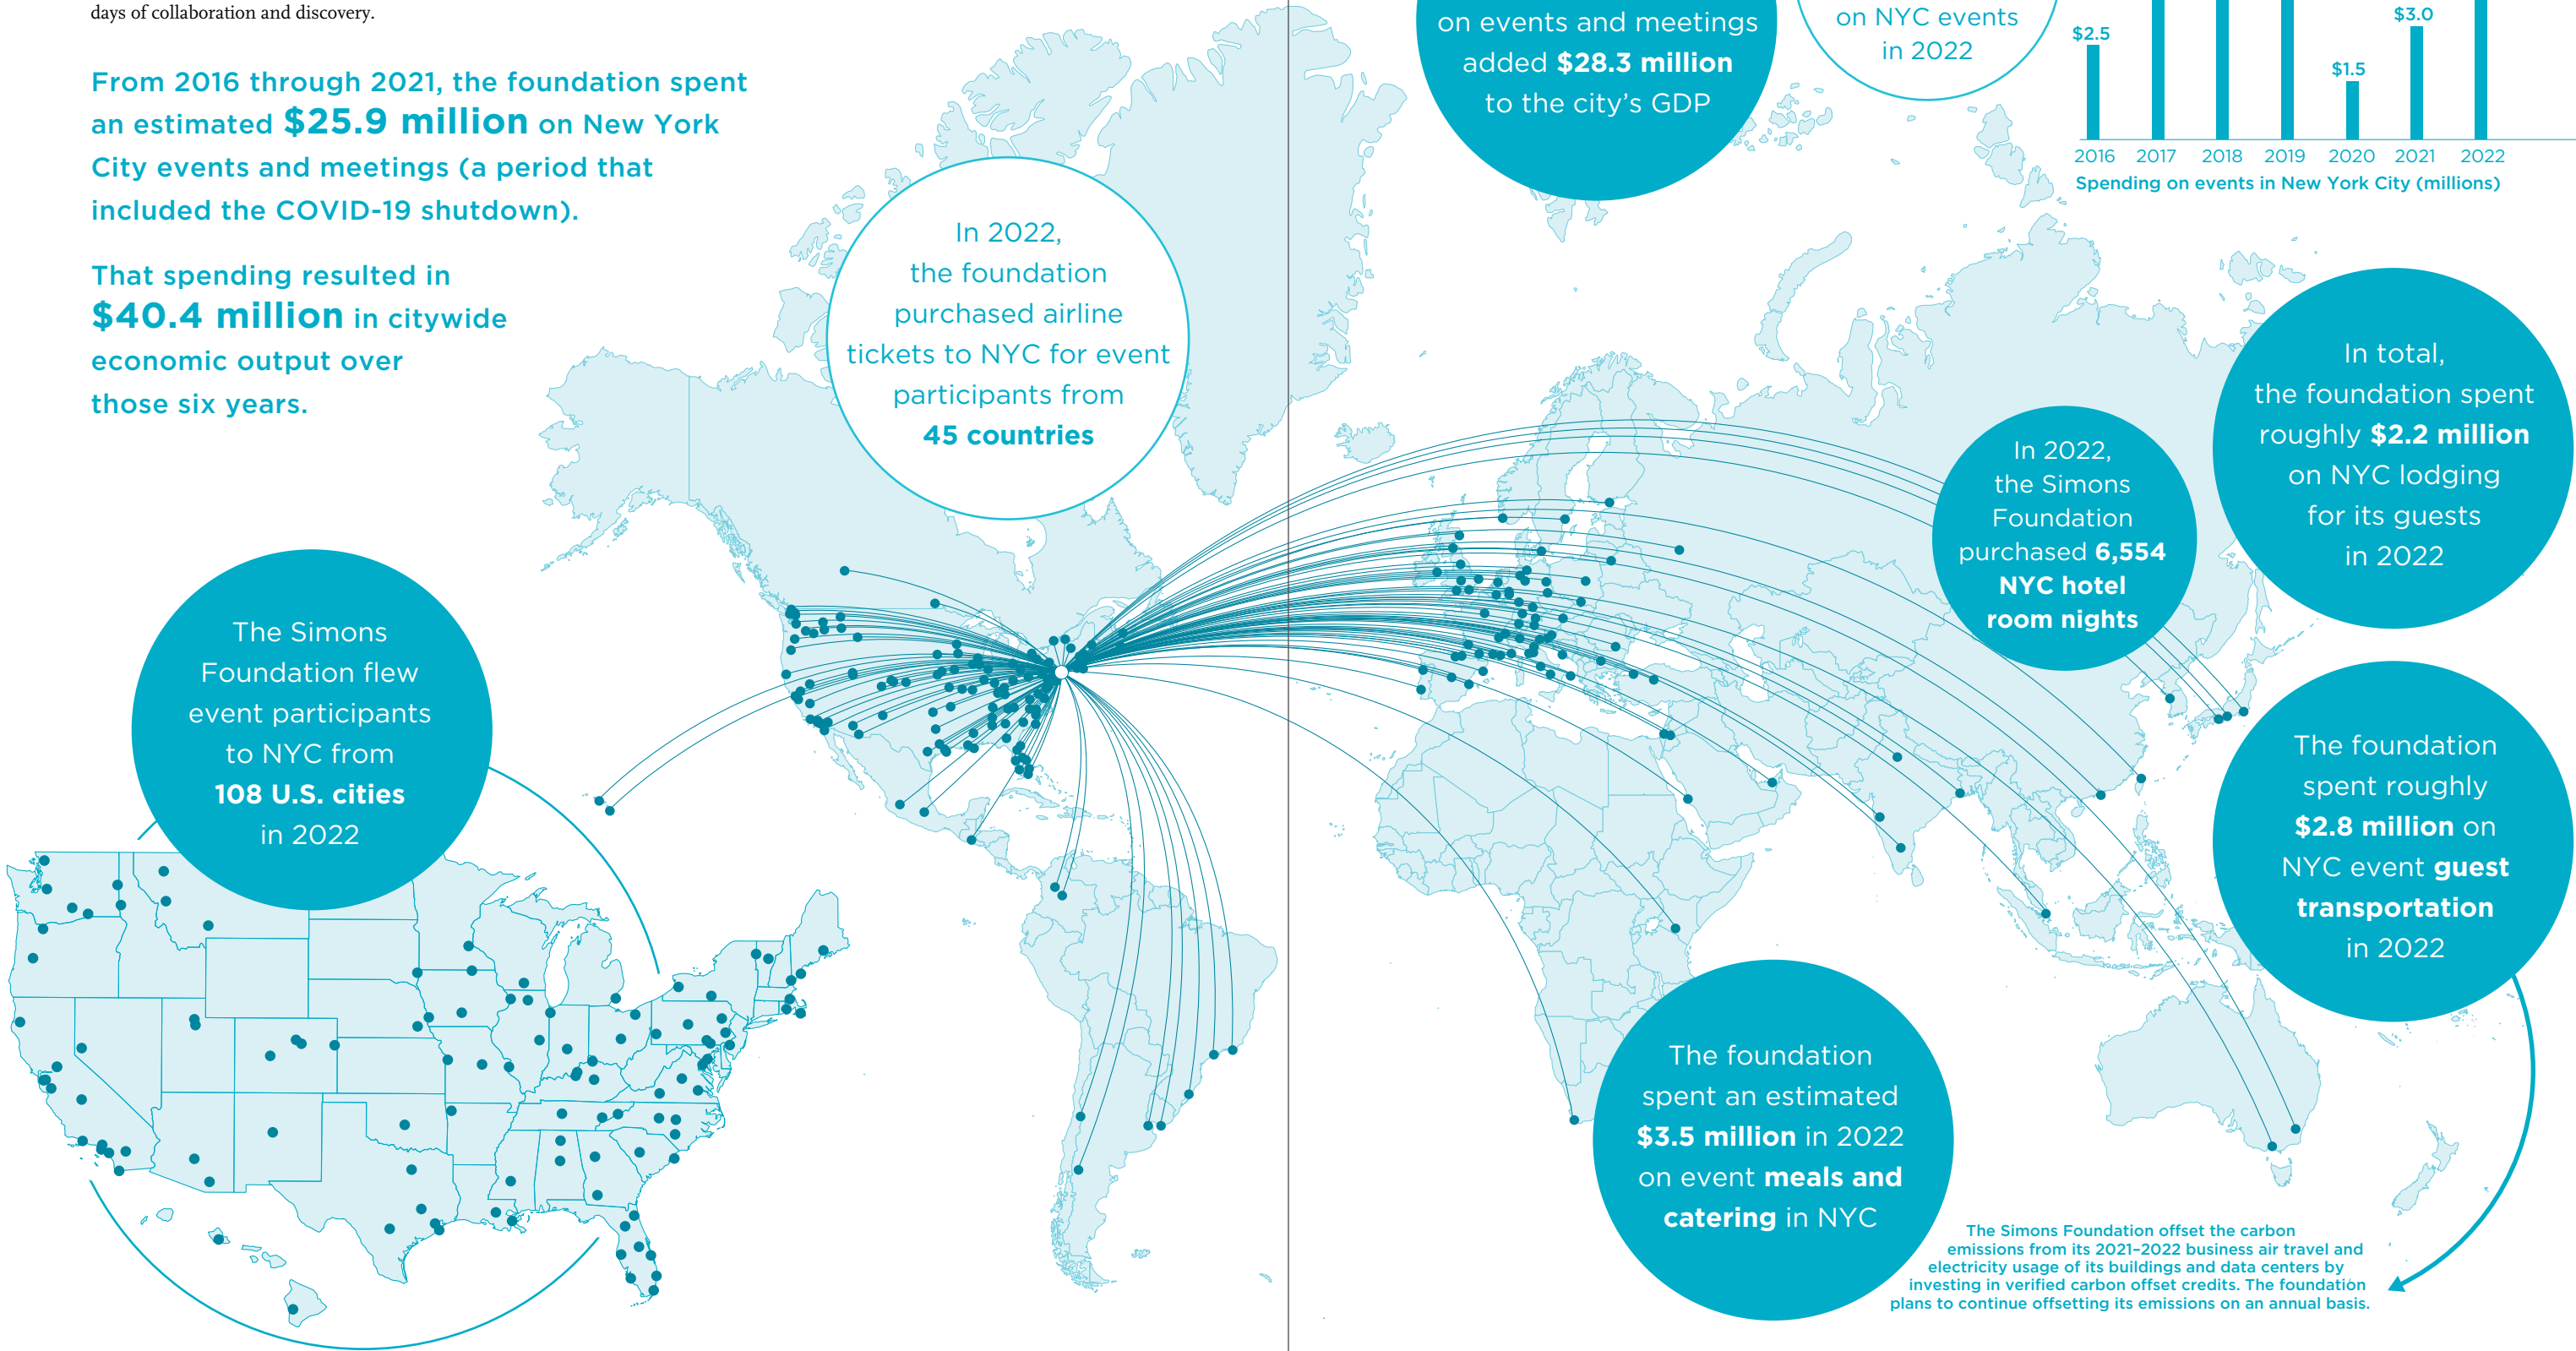 days of collaboration and discovery.
From 2016 through 2021, the foundation spent
an estimated $25.9 million on New York
City events and meetings (a period that
included the COVID-19 shutdown).
That spending resulted in
$40.4 million in citywide
economic output over
those six years.
on events and meetings
added $28.3 million
to the city’s GDP
on NYC events
in 2022
$2.5
$1.5
$3.0
2016 2017 2018 2019 2020 2021 2022
Spending on events in New York City (millions)
In 2022,
the foundation
purchased airline
tickets to NYC for event
participants from
45 countries
In 2022,
the Simons
Foundation
purchased 6,554
NYC hotel
room nights
In total,
the foundation spent
roughly $2.2 million
on NYC lodging
for its guests
in 2022
The Simons
Foundation flew
event participants
to NYC from
108 U.S. cities
in 2022
The foundation
spent roughly
$2.8 million on
NYC event guest
transportation
in 2022
The foundation
spent an estimated
$3.5 million in 2022
on event meals and
catering in NYC
The Simons Foundation offset the carbon
emissions from its 2021–2022 business air travel and
electricity usage of its buildings and data centers by
investing in verified carbon offset credits. The foundation
plans to continue offsetting its emissions on an annual basis.